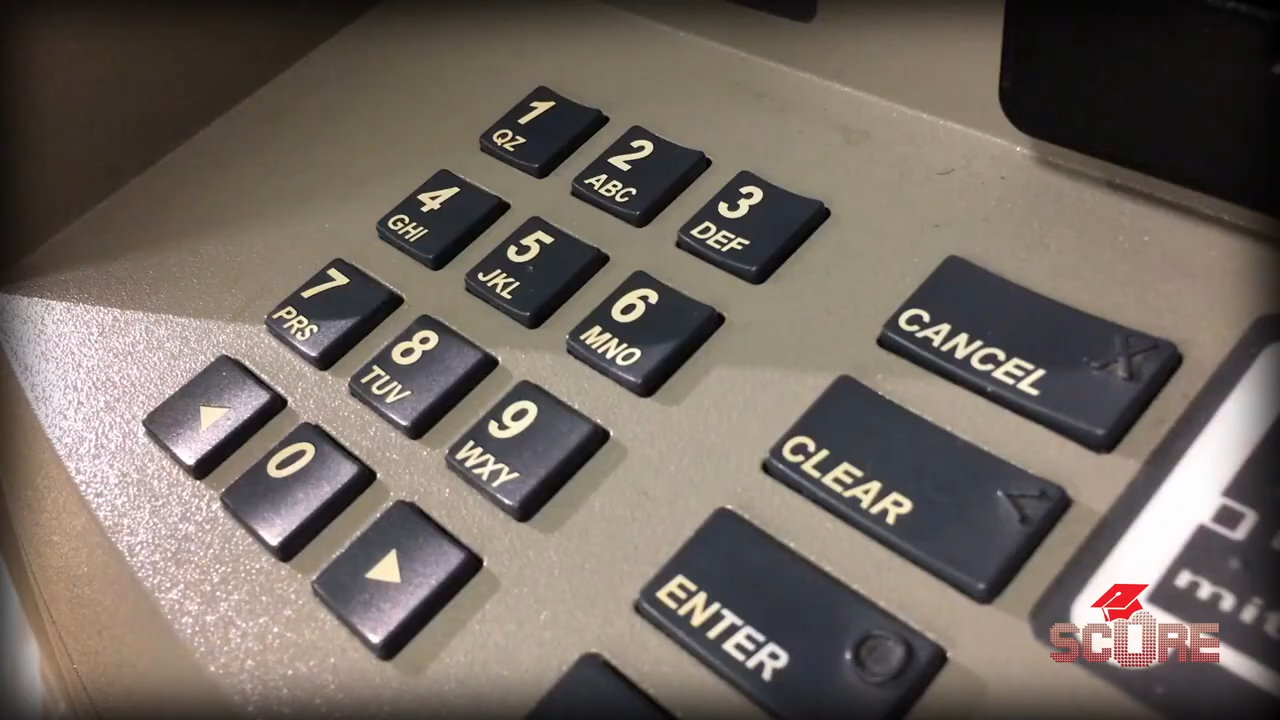 1
QZ
2
ABC
3
DEF
4
GHI
5
JKL
6
MNO
7
PRS
8
TUV
9
WXY
0
CANCEL
CLEAR
ENTER
SCORE